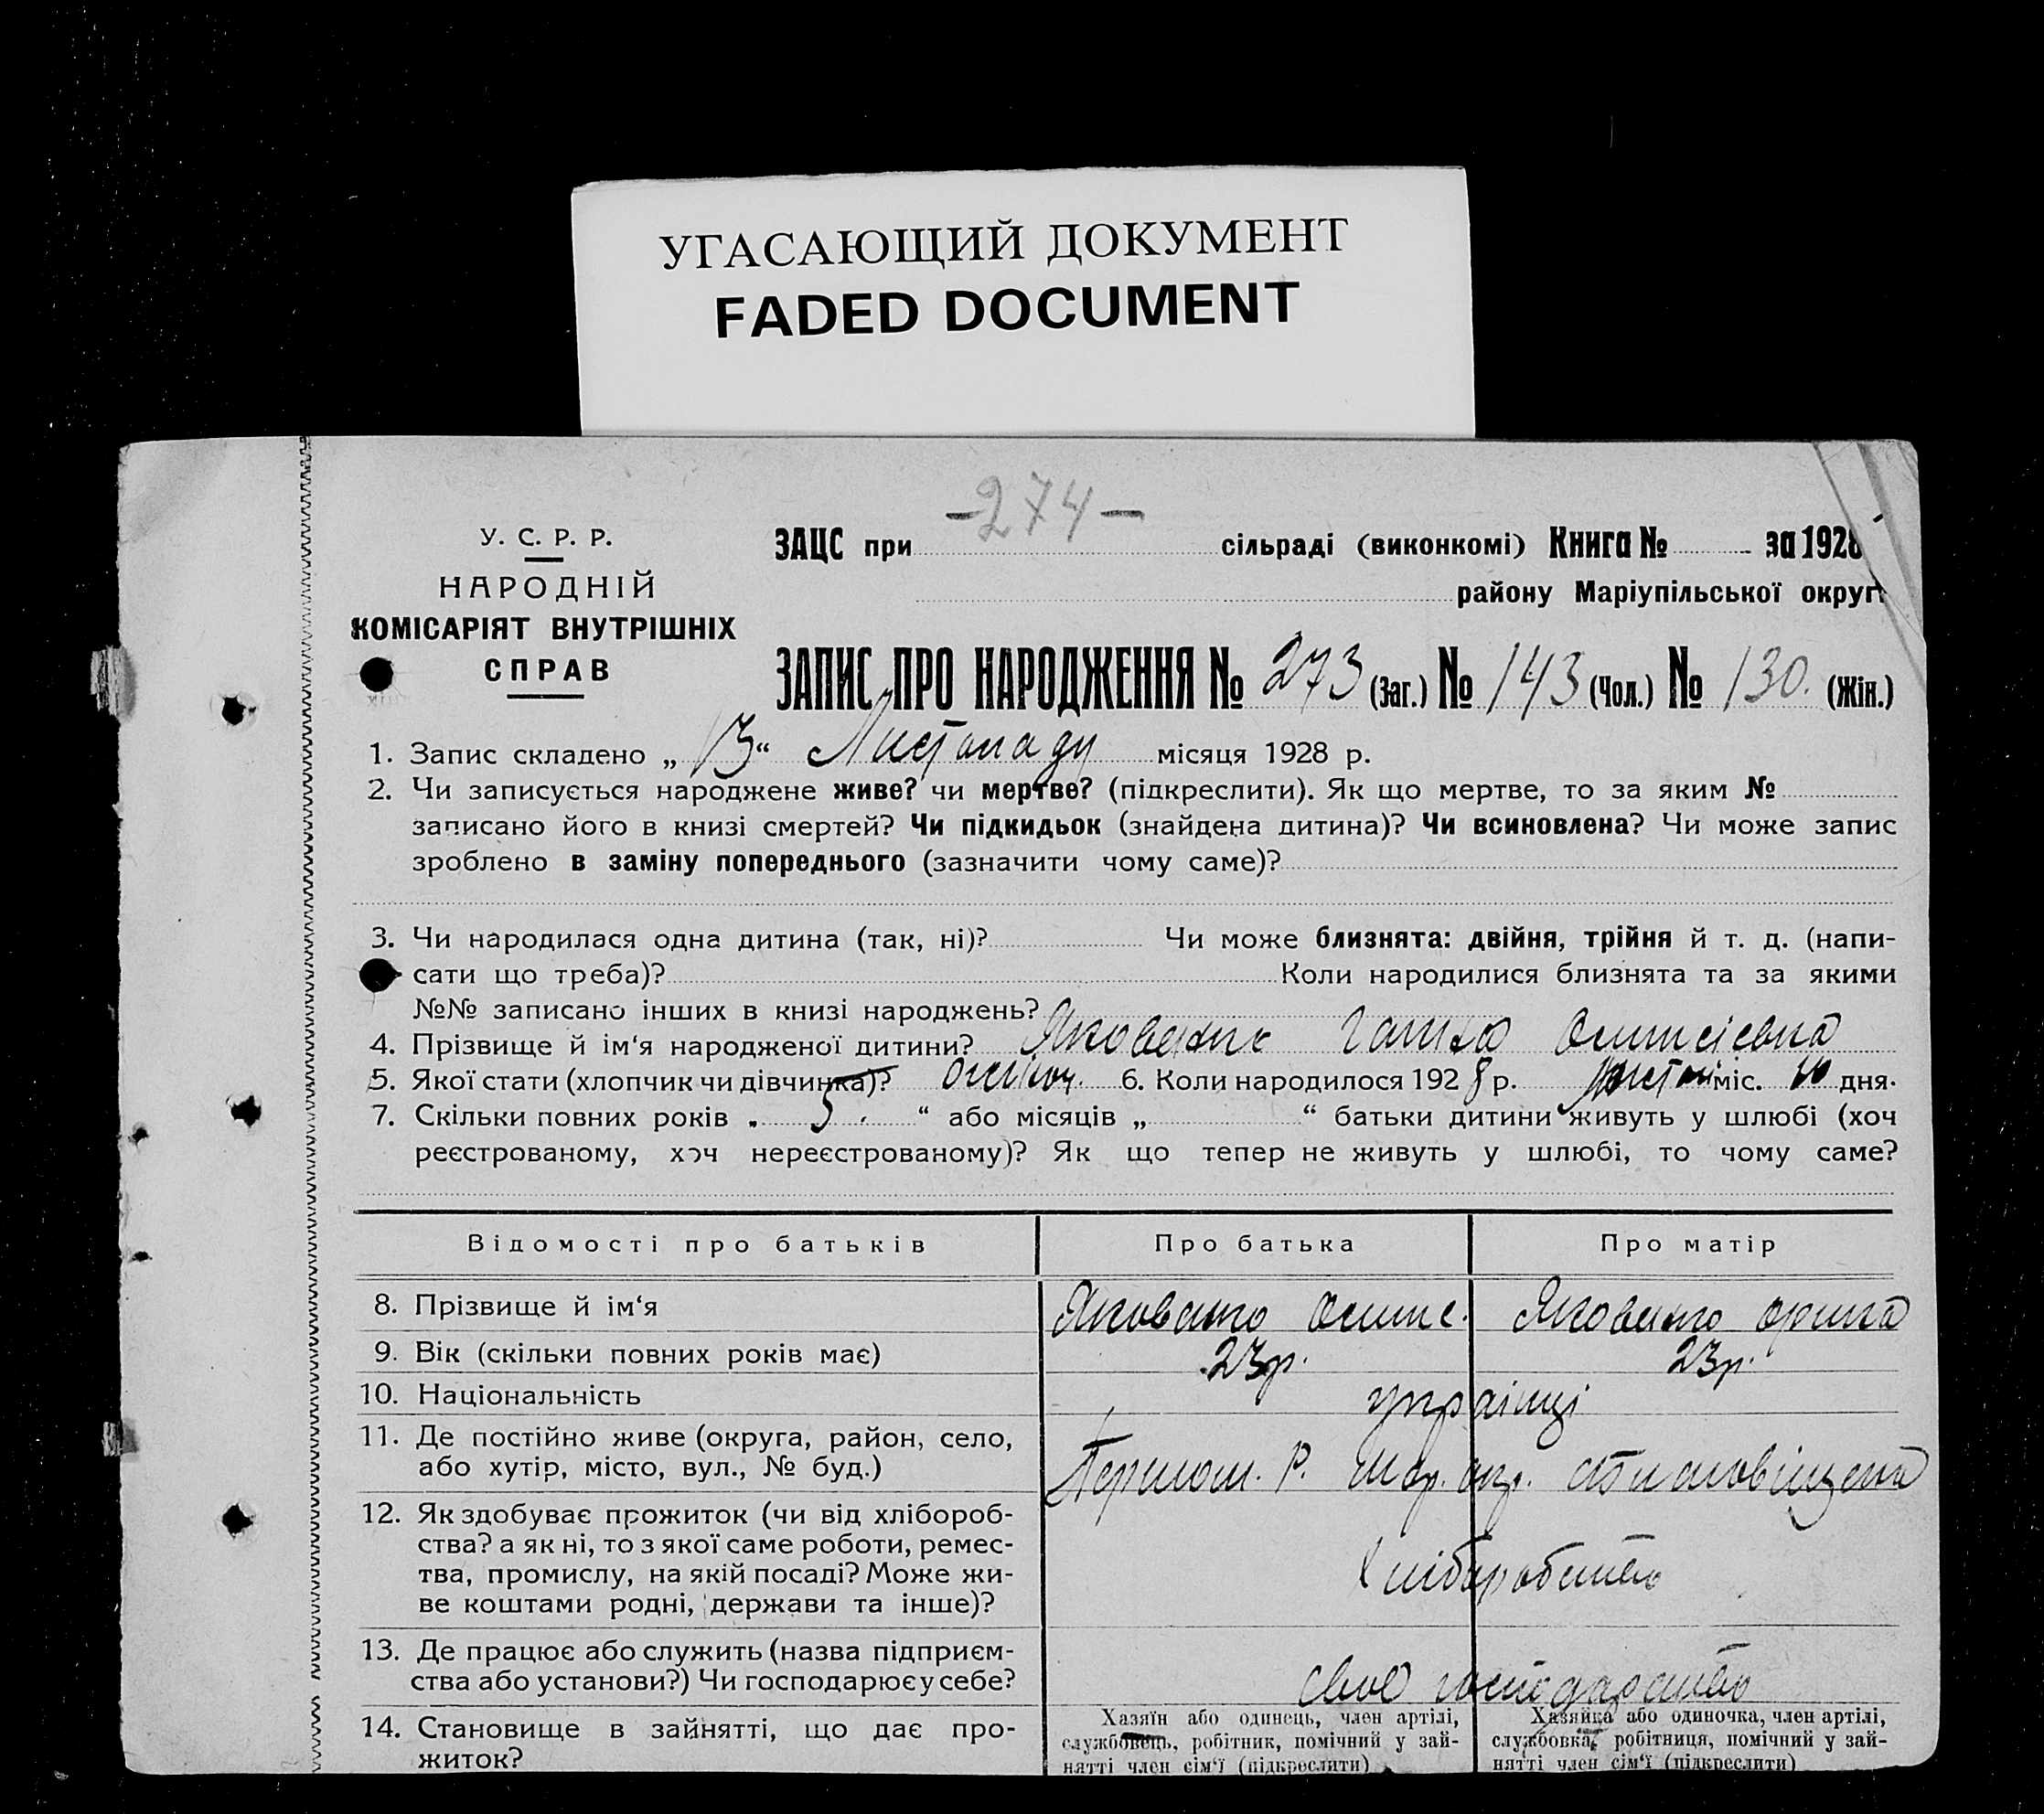 УГАСАЮЩИЙ ДОКУМЕНТ
FADED DOCUMENT
-274-
У. С. Р. Р.
НАРОДНІЙ
КОМІСАРІЯТ ВНУТРІШНІХ
СПРАВ
ЗАЦС при сільраді (виконкомі) Книга № за 1928
району Маріупільської округ
ЗАПИС ПРО НАРОДЖЕННЯ № 273 (Заг.) № 143 (Чол.) № 130. (Жін.)
1. Запис складено „ 13 “ Листопаду місяця 1928 р.
2. Чи записується народжене живе? чи мертве? (підкреслити). Як що мертве, то за яким №
записано його в книзі смертей? Чи підкидьок (знайдена дитина)? Чи всиновлена? Чи може запис
зроблено в заміну попереднього (зазначити чому саме)?
3. Чи народилася одна дитина (так, ні)? Чи може близнята: двійня, трійня й т. д. (напи-
сати що треба)? Коли народилися близнята та за якими
№№ записано інших в книзі народжень?
4. Прізвище й ім‘я народженої дитини?
5. Якої стати (хлопчик чи дівчинка)? 6. Коли народилося 1928 р. міс. дня.
7. Скільки повних років „ 5 “ або місяців „ “ батьки дитини живуть у шлюбі (хоч
реєстрованому, хоч нереєстрованому)? Як що тепер не живуть у шлюбі, то чому саме?
Відомості про батьків Про батька Про матір
8. Прізвище й ім‘я
9. Вік (скільки повних років має) 23 р. 23 р.
10. Національність українці
11. Де постійно живе (округа, район, село,
або хутір, місто, вул., № буд.)
12. Як здобуває прожиток (чи від хлібороб-
ства? а як ні, то з якої саме роботи, ремес-
тва, промислу, на якій посаді? Може жи-
ве коштами родні, держави та інше)?
Хліборобство
13. Де працює або служить (назва підприєм-
ства або установи?) Чи господарює у себе?
своє господарство
14. Становище в зайнятті, що дає про-
житок?
Хазяїн або одинець, член артілі,
службовець, робітник, помічний у зай-
нятті член сім‘ї (підкреслити)
Хазяйка або одиночка, член артілі,
службовка, робітниця, помічний у зай-
нятті член сім‘ї (підкреслити)